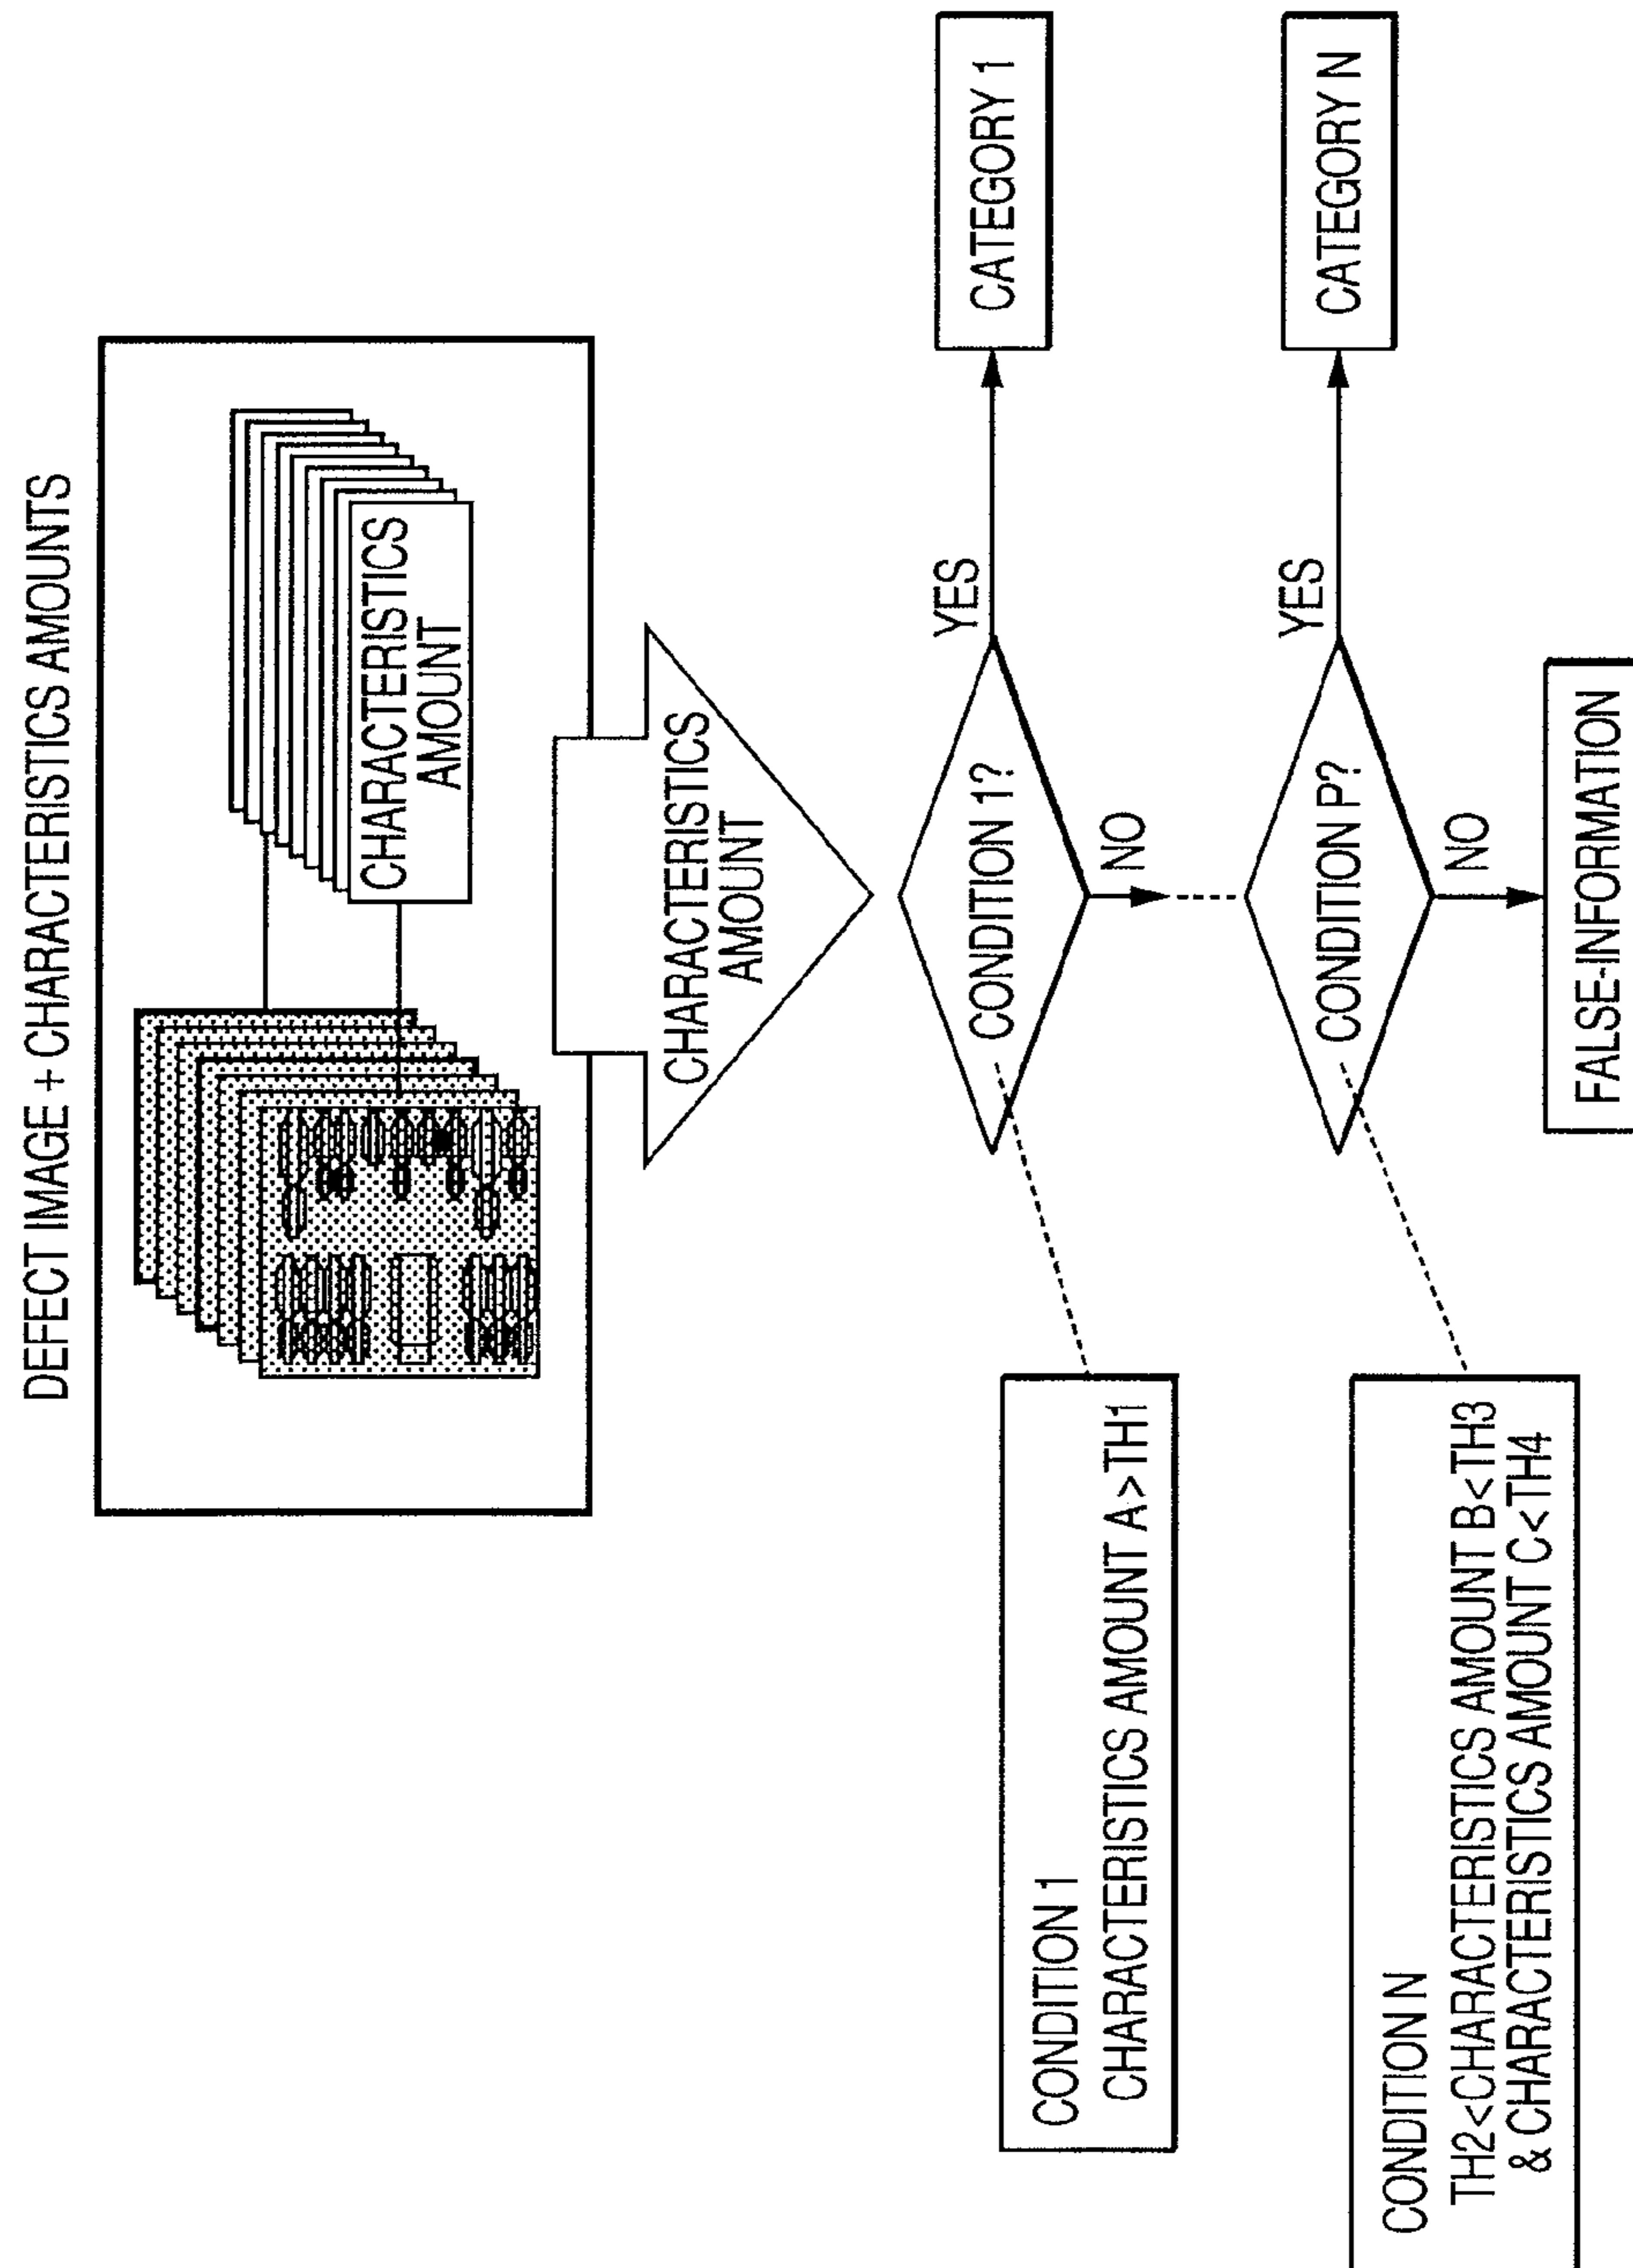 DEFECT IMAGE + CHARACTERISTICS AMOUNTS
CHARACTERISTICS
AMOUNT
CHARACTERISTICS
AMOUNT
CONDITION 1?
YES
CATEGORY 1
NO
CONDITION 1
CHARACTERISTICS AMOUNT A>TH1
CONDITION P?
YES
CATEGORY N
NO
CONDITION N
TH2<CHARACTERISTICS AMOUNT B<TH3
& CHARACTERISTICS AMOUNT C<TH4
FALSE-INFORMATION